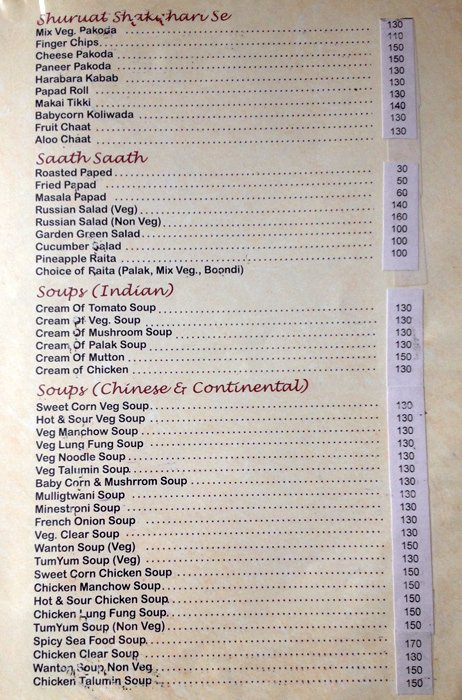 Shuruat Shakahari Se
Mix Veg. Pakoda 130
Finger Chips 110
Cheese Pakoda 150
Paneer Pakoda 150
Harabara Kabab 130
Papad Roll 130
Makai Tikki 130
Babycorn Koliwada 140
Fruit Chaat 130
Aloo Chaat 130
Saath Saath
Roasted Paped 30
Fried Papad 50
Masala Papad 60
Russian Salad (Veg) 140
Russian Salad (Non Veg) 160
Garden Green Salad 100
Cucumber Salad 100
Pineapple Raita 100
Choice of Raita (Palak, Mix Veg., Boondi)
Soups (Indian)
Cream Of Tomato Soup 130
Cream Of Veg. Soup 130
Cream Of Mushroom Soup 130
Cream Of Palak Soup 130
Cream Of Mutton 150
Cream of Chicken 130
Soups (Chinese & Continental)
Sweet Corn Veg Soup 130
Hot & Sour Veg Soup 130
Veg Manchow Soup 130
Veg Lung Fung Soup 130
Veg Noodle Soup 130
Veg Talumin Soup 130
Baby Corn & Mushrrom Soup 130
Mulligtwani Soup 130
Minestroni Soup 130
French Onion Soup 130
Veg. Clear Soup 130
Wanton Soup (Veg) 150
TumYum Soup (Veg) 130
Sweet Corn Chicken Soup 150
Chicken Manchow Soup 150
Hot & Sour Chicken Soup 150
Chicken Lung Fung Soup 150
TumYum Soup (Non Veg) 150
Spicy Sea Food Soup 170
Chicken Clear Soup 130
Wanton Soup Non Veg 150
Chicken Talumin Soup 150